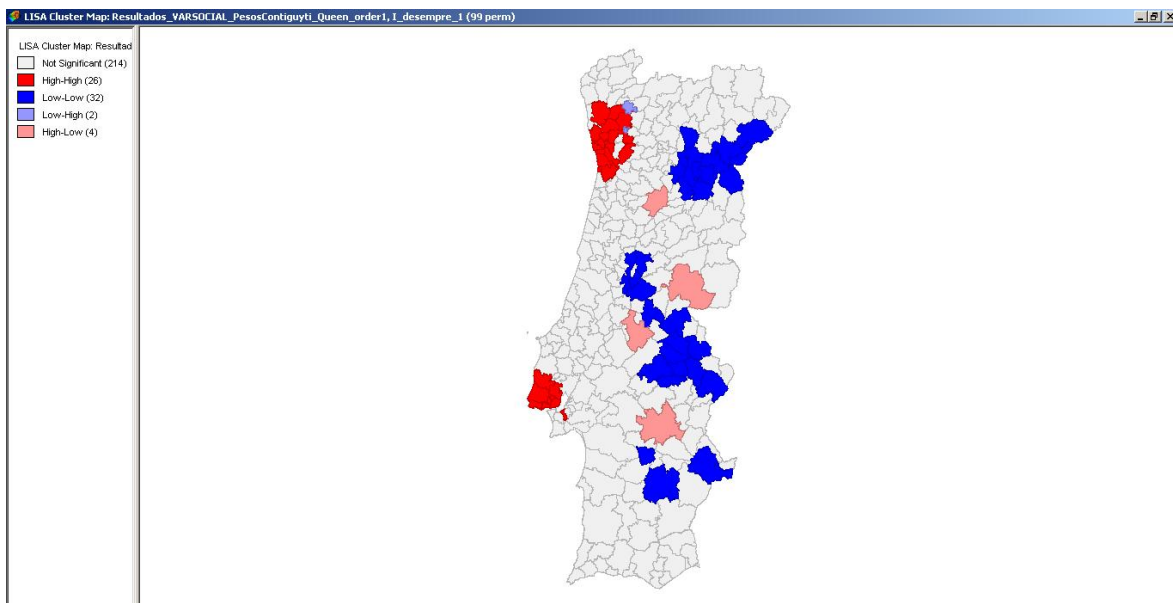 LISA Cluster Map: Resultados_VARSOCIAL_PesosContiguyti_Queen_order1, I_desempre_1 (99 perm)
LISA Cluster Map: Resultad
Not Significant (214)
High-High (26)
Low-Low (32)
Low-High (2)
High-Low (4)